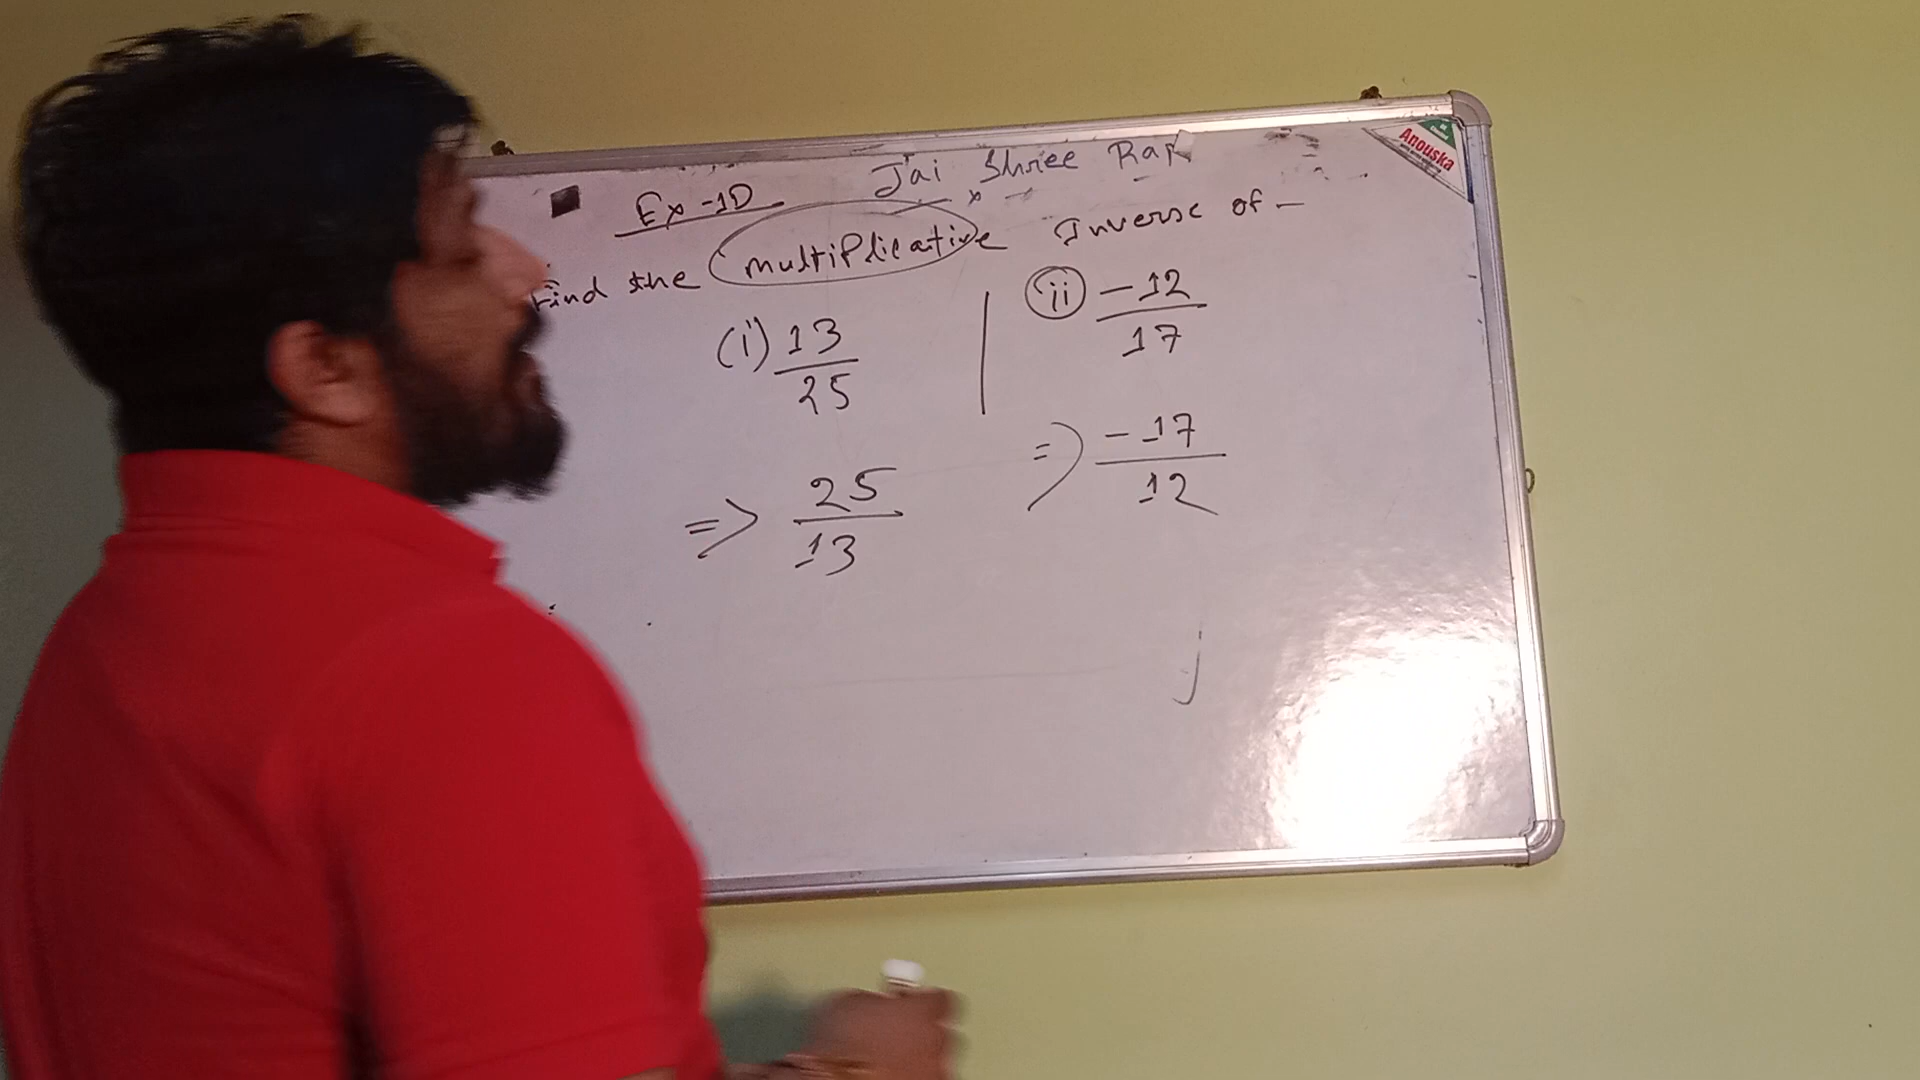 Jai Shree Ram
Ex-1D
Find the multiplicative Inverse of -
(i) 13/25
(ii) -12/17
=> 25/13
=> -17/12
Anouska